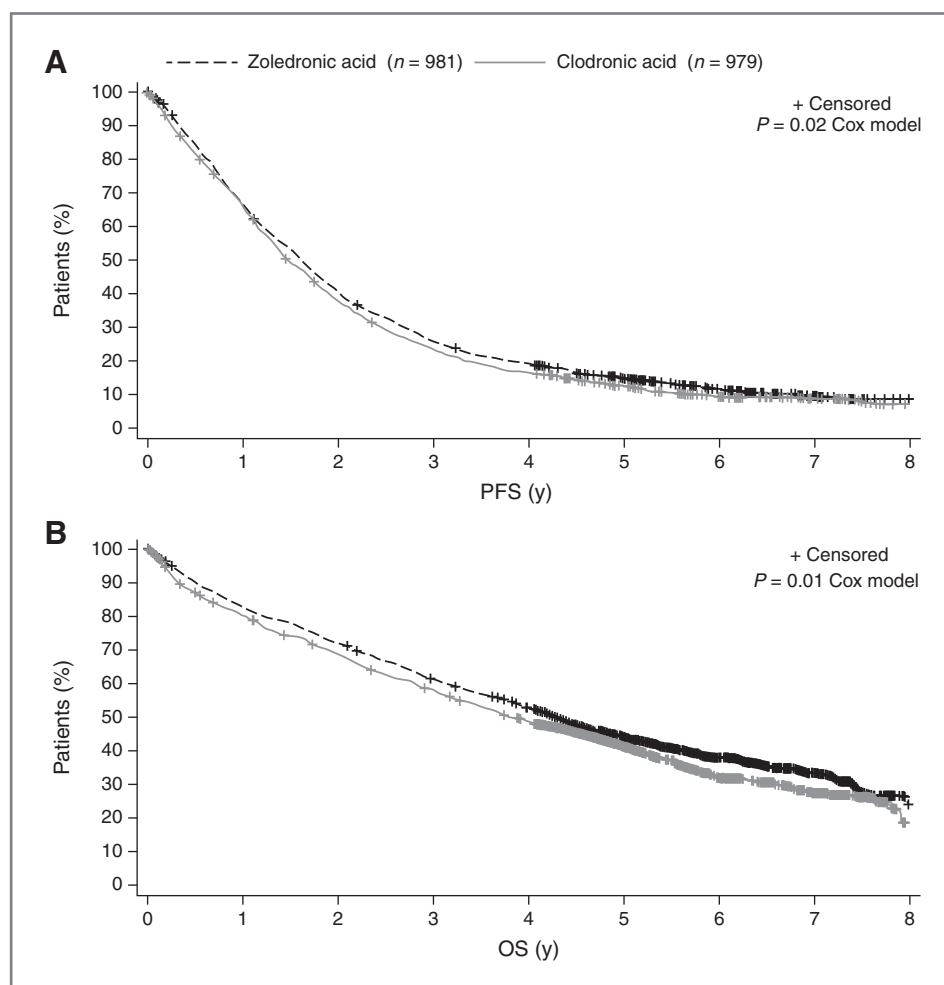 A
Zoledronic acid (n = 981) Clodronic acid (n = 979)
+ Censored
P = 0.02 Cox model
Patients (%)
100
90
80
70
60
50
40
30
20
10
0
0 1 2 3 4 5 6 7 8
PFS (y)
B
+ Censored
P = 0.01 Cox model
Patients (%)
100
90
80
70
60
50
40
30
20
10
0
0 1 2 3 4 5 6 7 8
OS (y)